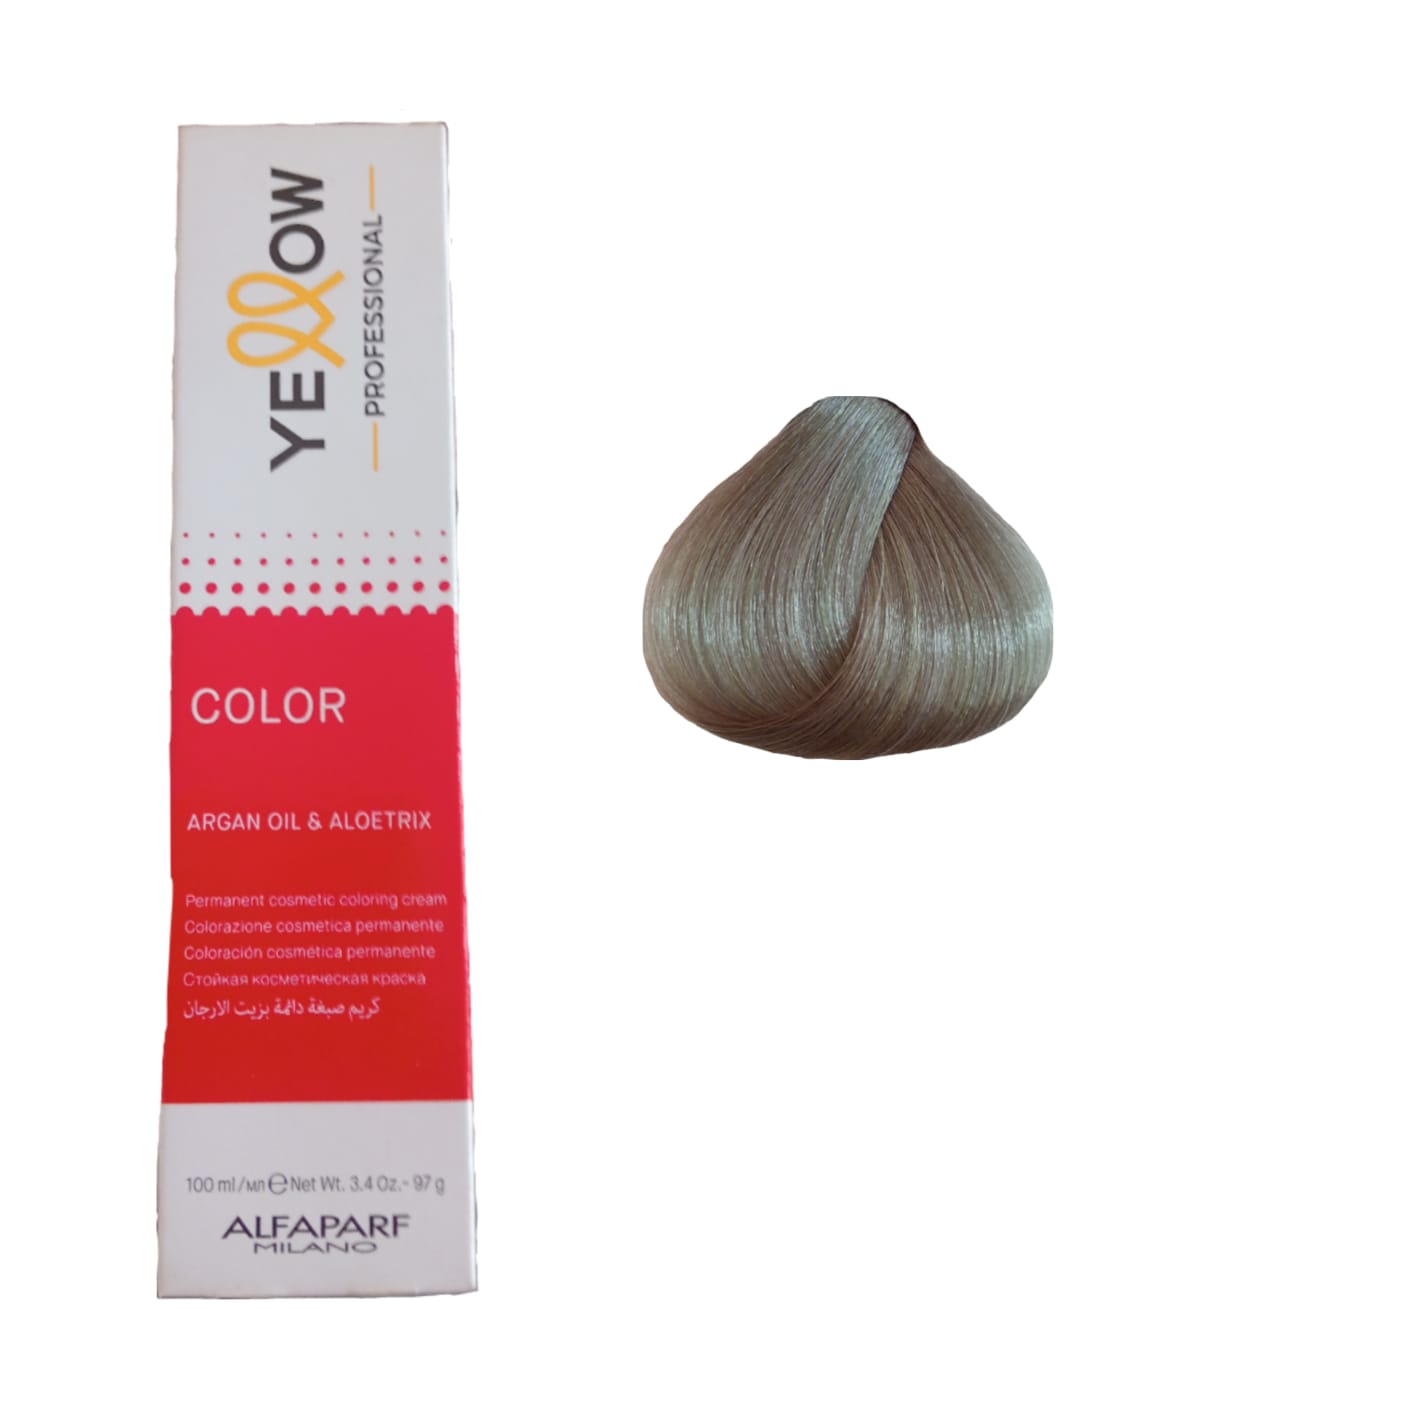 YELLOW
PROFESSIONAL
COLOR
ARGAN OIL & ALOETRIX
Permanent cosmetic coloring cream
Colorazione cosmetica permanente
Coloración cosmética permanente
Стойкая косметическая краска
كريم صبغة دائمة بزيت الارجان
100 ml/мл ℮ Net Wt. 3.4 Oz.- 97 g
ALFAPARF
MILANO